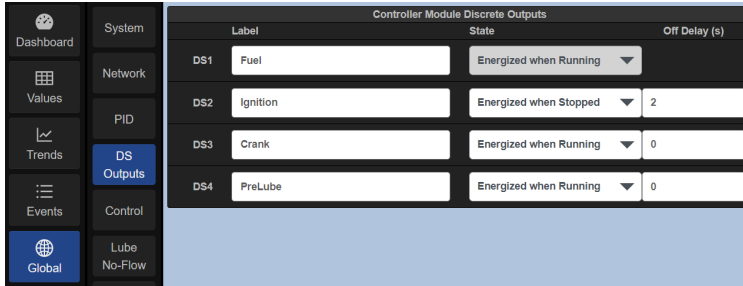 Dashboard
Values
Trends
Events
Global
System
Network
PID
DS
Outputs
Control
Lube
No-Flow
Controller Module Discrete Outputs
Label State Off Delay (s)
DS1 Fuel Energized when Running
DS2 Ignition Energized when Stopped 2
DS3 Crank Energized when Running 0
DS4 PreLube Energized when Running 0